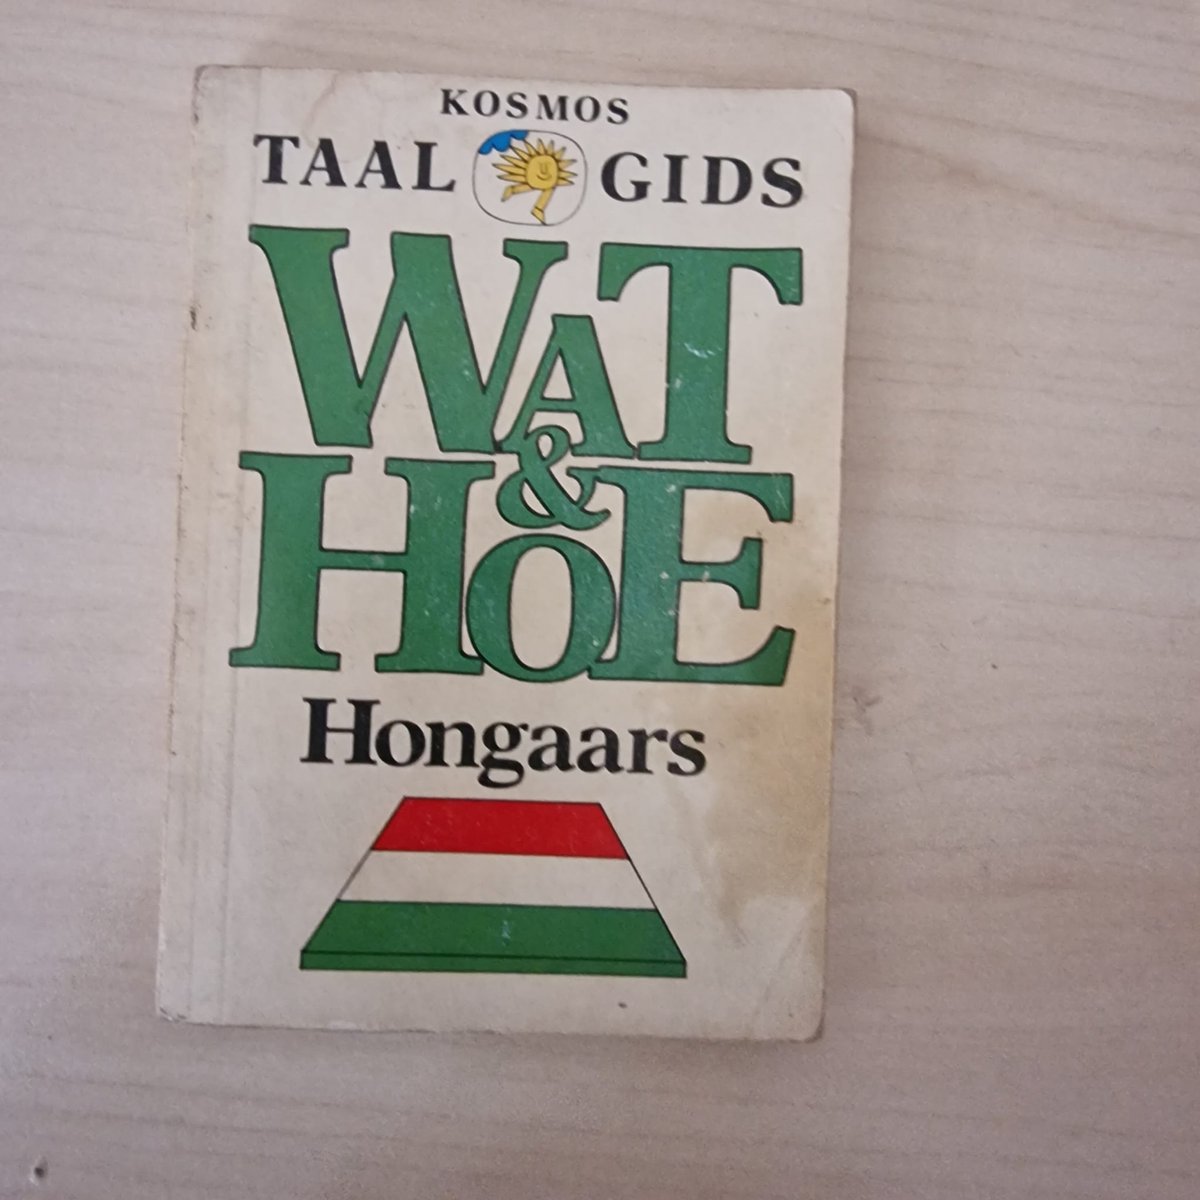 KOSMOS
TAAL GIDS
WAT
&
HOE
Hongaars